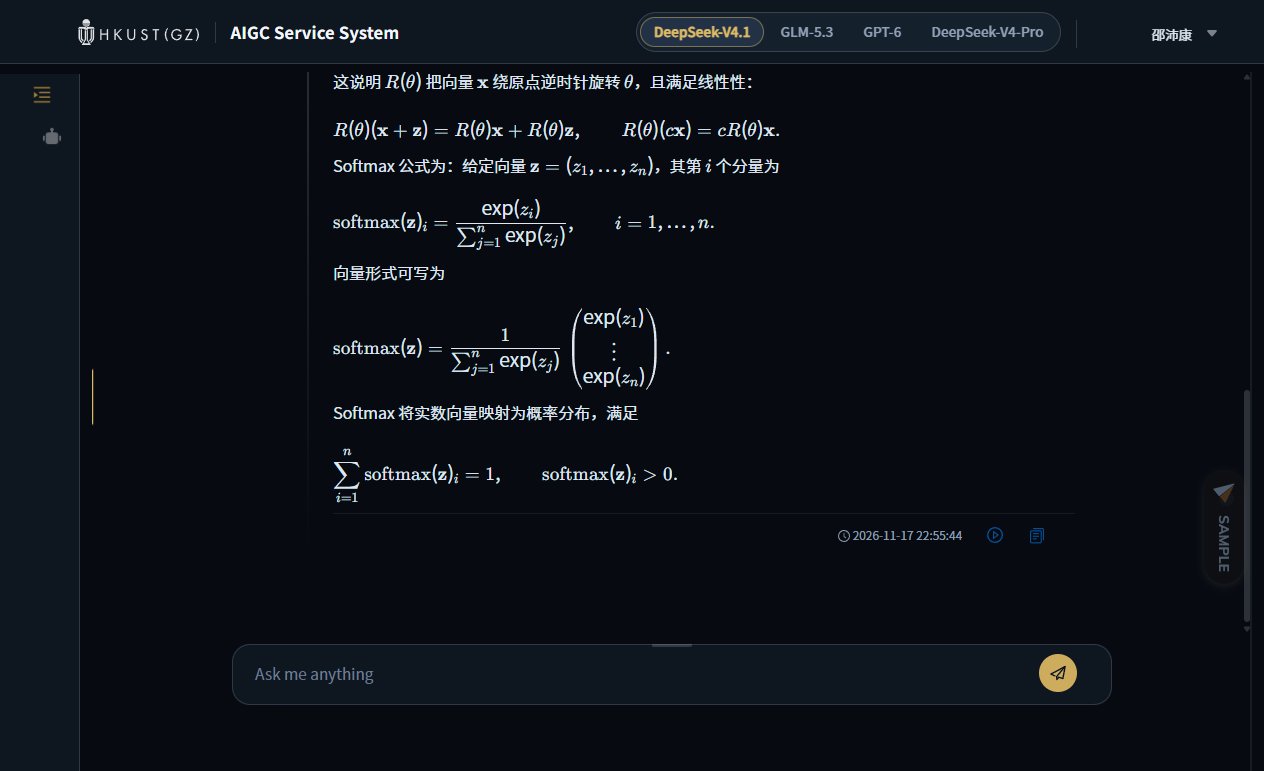 HKUST(GZ)
AIGC Service System
DeepSeek-V4.1 GLM-5.3 GPT-6 DeepSeek-V4-Pro
邵沛康
这说明 R(θ) 把向量 𝐱 绕原点逆时针旋转 θ，且满足线性性：
R(θ)(𝐱 + 𝐳) = R(θ)𝐱 + R(θ)𝐳, R(θ)(c𝐱) = cR(θ)𝐱.
Softmax 公式为：给定向量 𝐳 = (z₁, …, zₙ)，其第 i 个分量为
softmax(𝐳)ᵢ = exp(zᵢ) / ∑ⁿⱼ₌₁ exp(zⱼ), i = 1, …, n.
向量形式可写为
softmax(𝐳) = 1 / ∑ⁿⱼ₌₁ exp(zⱼ) (exp(z₁) ⋮ exp(zₙ)).
Softmax 将实数向量映射为概率分布，满足
∑ⁿᵢ₌₁ softmax(𝐳)ᵢ = 1, softmax(𝐳)ᵢ > 0.
2026-11-17 22:55:44
SAMPLE
Ask me anything